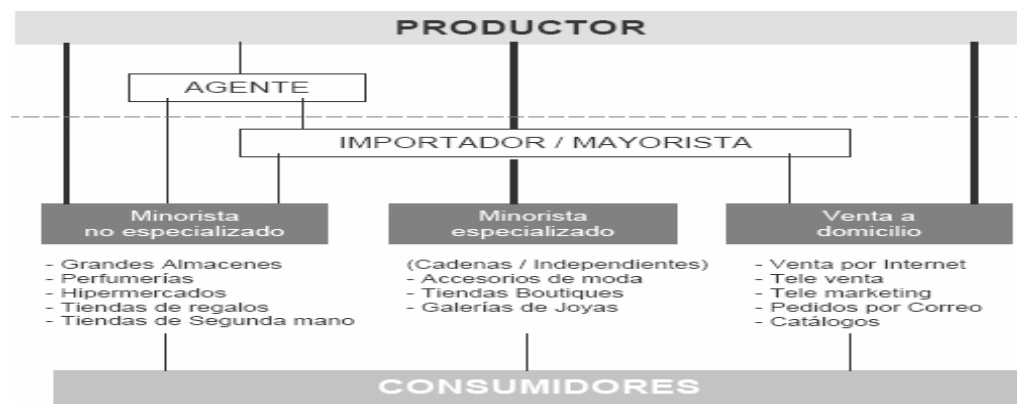 PRODUCTOR
AGENTE
IMPORTADOR / MAYORISTA
Minorista
no especializado
- Grandes Almacenes
- Perfumerías
- Hipermercados
- Tiendas de regalos
- Tiendas de Segunda mano
Minorista
especializado
(Cadenas / Independientes)
- Accesorios de moda
- Tiendas Boutiques
- Galerías de Joyas
Venta a
domicilio
- Venta por Internet
- Tele venta
- Tele marketing
- Pedidos por Correo
- Catálogos
CONSUMIDORES